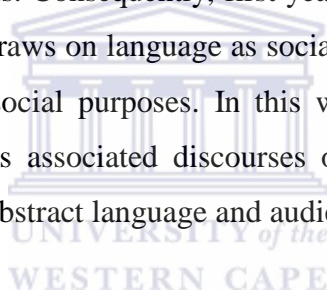 s. Consequently, first yea
raws on language as socia
social purposes. In this w
s associated discourses o
bstract language and audie
UNIVERSITY of the
WESTERN CAPE